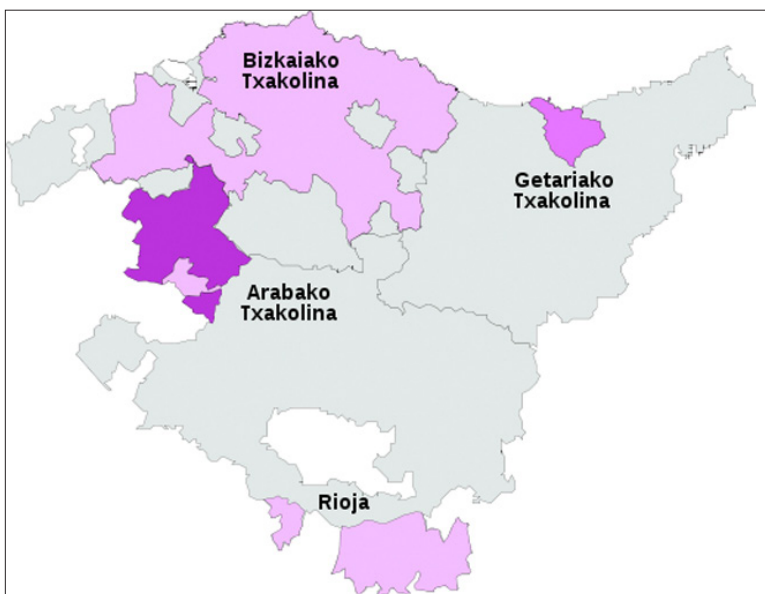 Bizkaiako
Txakolina
Getariako
Txakolina
Arabako
Txakolina
Rioja